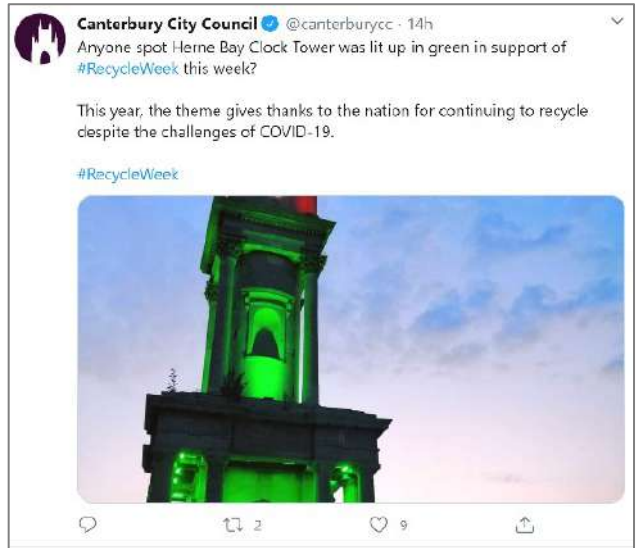 Canterbury City Council @canterburycc · 14h
Anyone spot Herne Bay Clock Tower was lit up in green in support of
#RecycleWeek this week?
This year, the theme gives thanks to the nation for continuing to recycle
despite the challenges of COVID-19.
#RecycleWeek
2 9